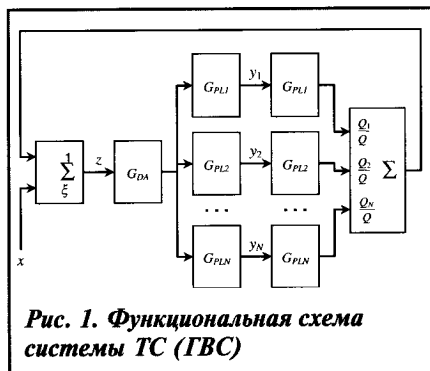 G_PL1 y_1 G_PL1
Q_1/Q
1 Σ ξ z G_DA G_PL2 y_2 G_PL2 Q_2/Q Σ
... ...
Q_N/Q
x G_PLN y_N G_PLN
Рис. 1. Функциональная схема
системы ТС (ГВС)